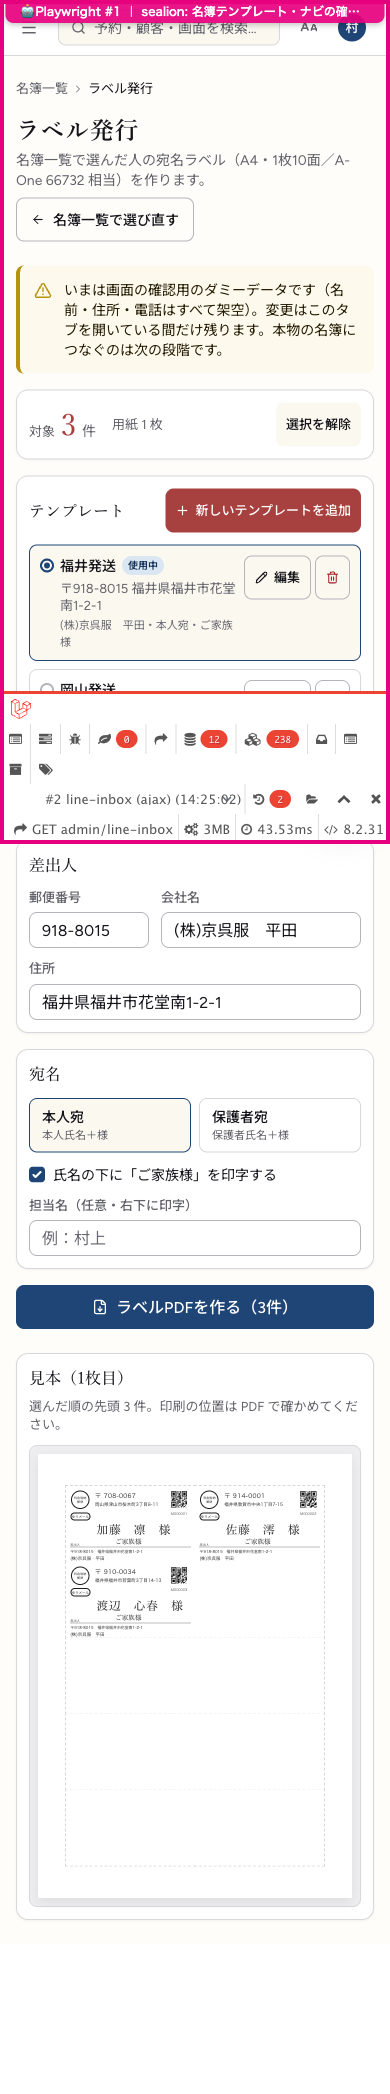 Playwright #1 | sealion: 名簿テンプレート・ナビの確…
予約・顧客・画面を検索...
AA
村
名簿一覧 > ラベル発行
ラベル発行
名簿一覧で選んだ人の宛名ラベル（A4・1枚10面／A-
One 66732 相当）を作ります。
← 名簿一覧で選び直す
いまは画面の確認用のダミーデータです（名
前・住所・電話はすべて架空）。変更はこのタ
ブを開いている間だけ残ります。本物の名簿に
つなぐのは次の段階です。
対象 3 件 用紙 1 枚
選択を解除
テンプレート
+ 新しいテンプレートを追加
福井発送 使用中
編集
〒918-8015 福井県福井市花堂
南1-2-1
(株)京呉服　平田・本人宛・ご家族
様
岡山発送
0
12
238
#2 line-inbox (ajax) (14:25:02)
2
GET admin/line-inbox
3MB
43.53ms
8.2.31
差出人
郵便番号 会社名
918-8015 (株)京呉服　平田
住所
福井県福井市花堂南1-2-1
宛名
本人宛 保護者宛
本人氏名＋様 保護者氏名＋様
氏名の下に「ご家族様」を印字する
担当名（任意・右下に印字）
例：村上
ラベルPDFを作る（3件）
見本（1枚目）
選んだ順の先頭 3 件。印刷の位置は PDF で確かめてくだ
さい。
〒 708-0067
加藤　凛　様
ご家族様
〒 914-0001
佐藤　澪　様
ご家族様
〒 910-0034
渡辺　心春　様
ご家族様